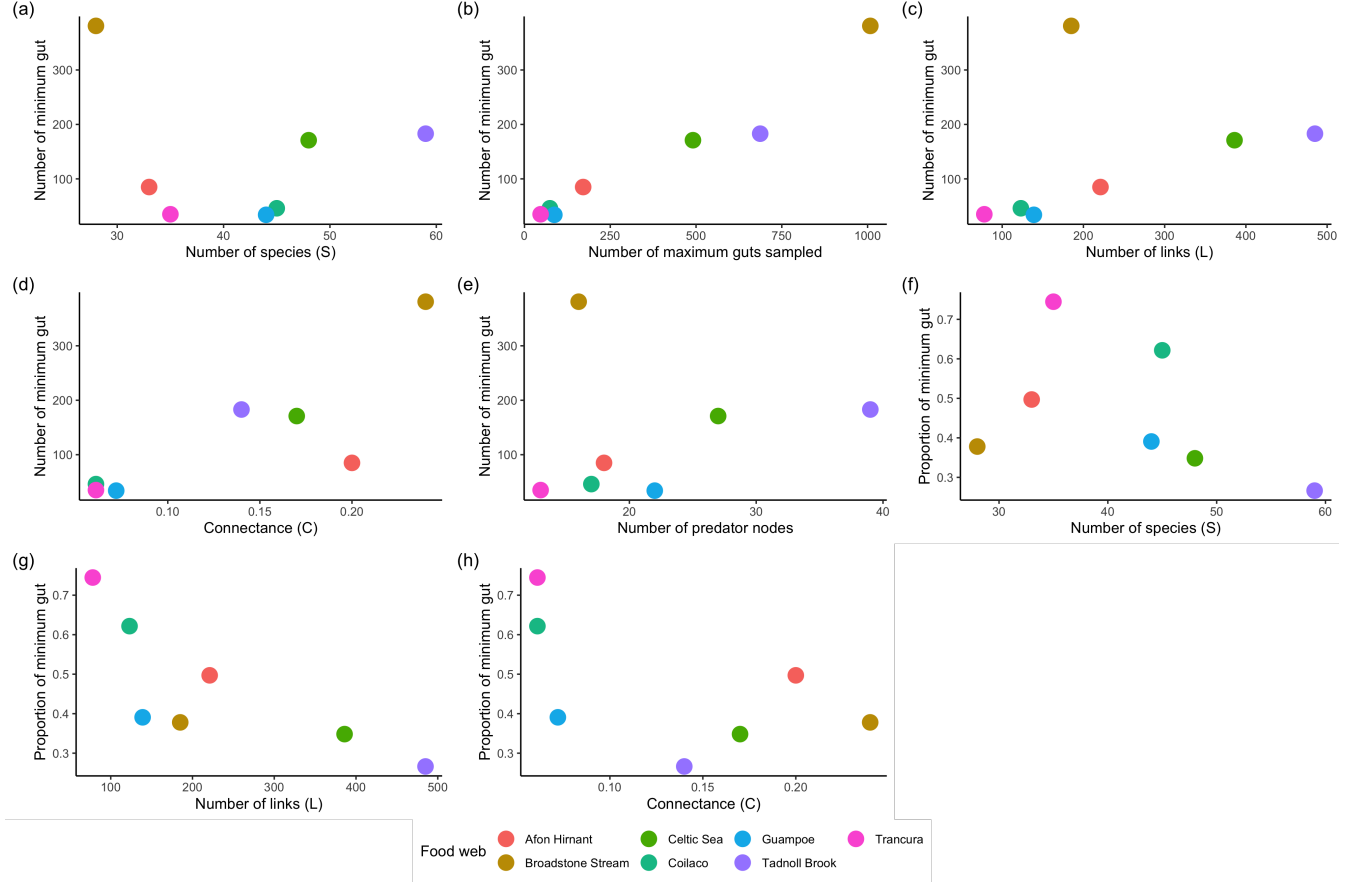 (a)
Number of minimum gut
300
200
100
30
40
50
60
Number of species (S)
(b)
Number of minimum gut
300
200
100
0
250
500
750
1000
Number of maximum guts sampled
(c)
Number of minimum gut
300
200
100
100
200
300
400
500
Number of links (L)
(d)
Number of minimum gut
300
200
100
0.10
0.15
0.20
Connectance (C)
(e)
Number of minimum gut
300
200
100
20
30
40
Number of predator nodes
(f)
Proportion of minimum gut
0.7
0.6
0.5
0.4
0.3
30
40
50
60
Number of species (S)
(g)
Proportion of minimum gut
0.7
0.6
0.5
0.4
0.3
100
200
300
400
500
Number of links (L)
(h)
Proportion of minimum gut
0.7
0.6
0.5
0.4
0.3
0.10
0.15
0.20
Connectance (C)
Food web
Afon Hirnant
Broadstone Stream
Celtic Sea
Coilaco
Guampoe
Tadnoll Brook
Trancura